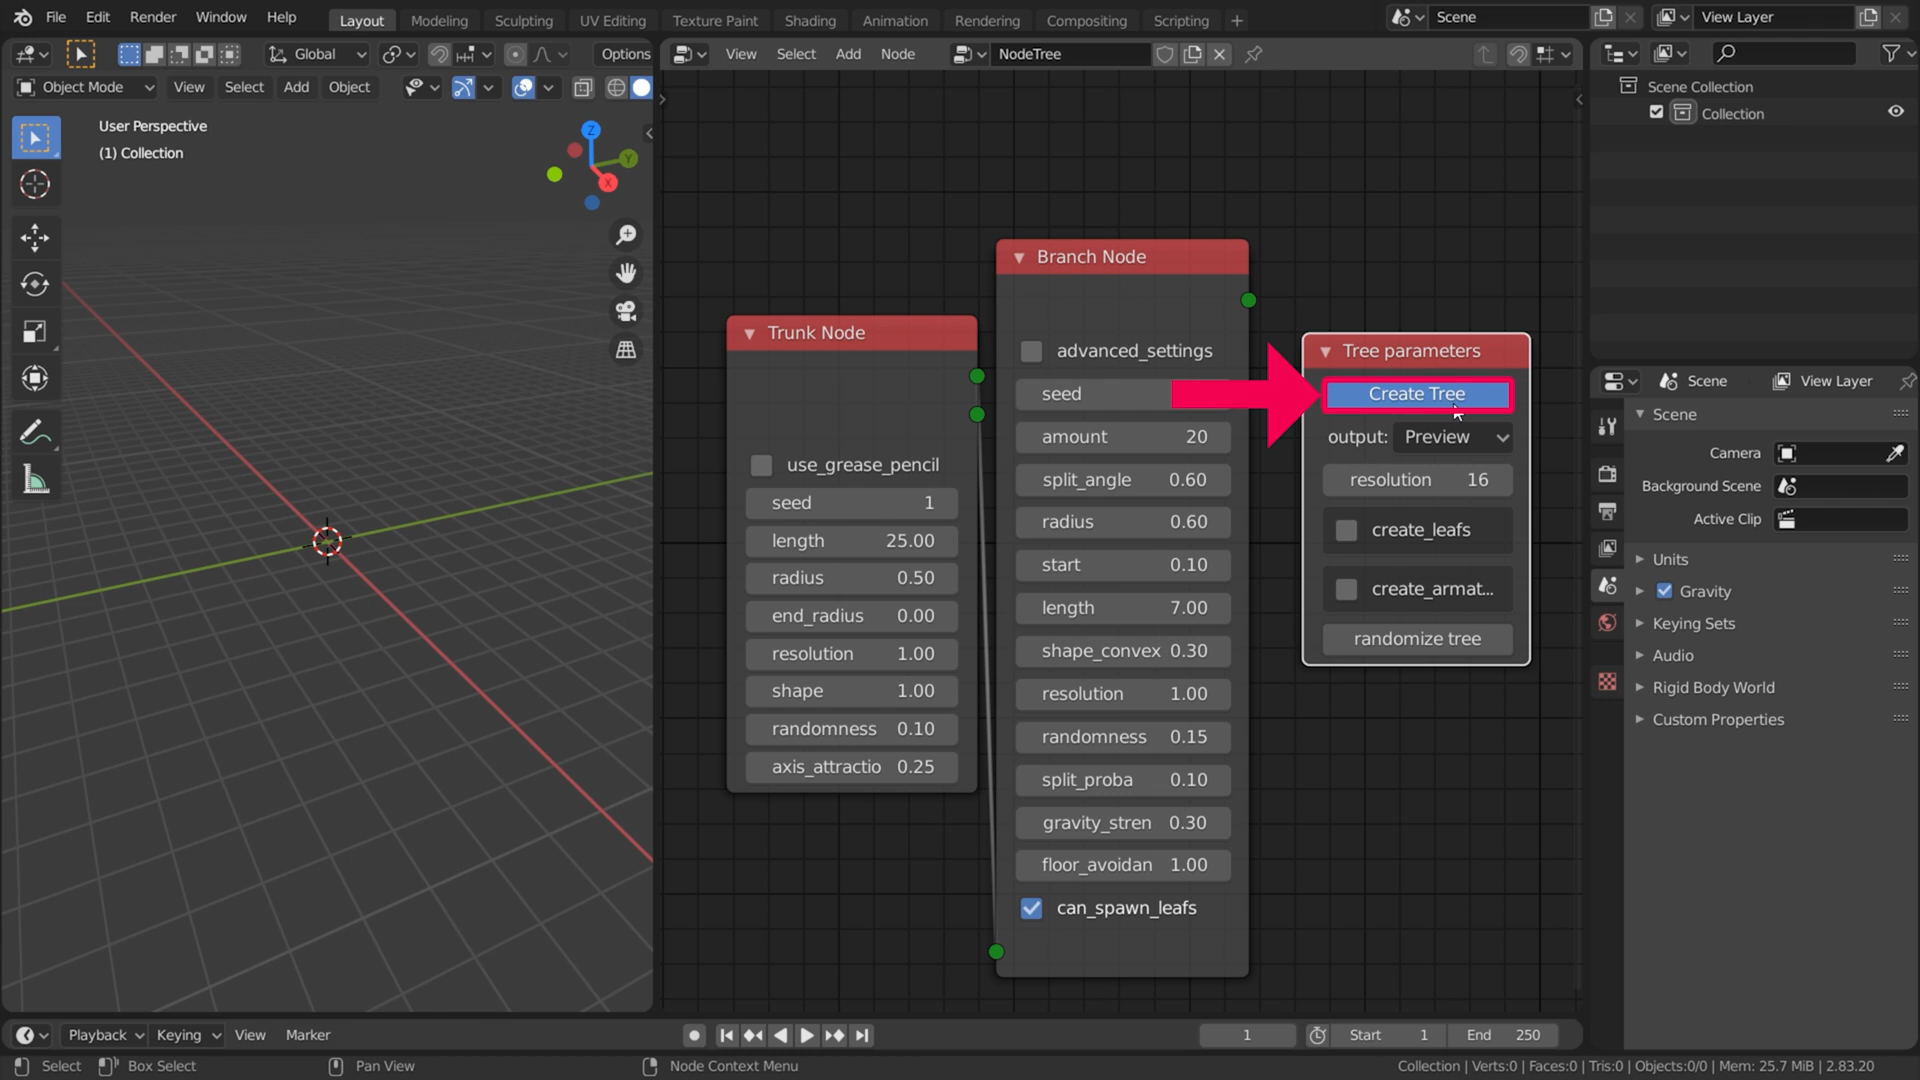 File Edit Render Window Help
Layout Modeling Sculpting UV Editing Texture Paint Shading Animation Rendering Compositing Scripting +
Scene
View Layer
Global
Options
View Select Add Node
NodeTree
Object Mode View Select Add Object
User Perspective
(1) Collection
Z
Y
X
Trunk Node
use_grease_pencil
seed 1
length 25.00
radius 0.50
end_radius 0.00
resolution 1.00
shape 1.00
randomness 0.10
axis_attractio 0.25
Branch Node
advanced_settings
seed
amount 20
split_angle 0.60
radius 0.60
start 0.10
length 7.00
shape_convex 0.30
resolution 1.00
randomness 0.15
split_proba 0.10
gravity_stren 0.30
floor_avoidan 1.00
can_spawn_leafs
Tree parameters
Create Tree
output: Preview
resolution 16
create_leafs
create_armat...
randomize tree
Scene Collection
Collection
Scene View Layer
Scene
Camera
Background Scene
Active Clip
Units
Gravity
Keying Sets
Audio
Rigid Body World
Custom Properties
Playback Keying View Marker
1
Start 1
End 250
Select Box Select Pan View Node Context Menu
Collection | Verts:0 | Faces:0 | Tris:0 | Objects:0/0 | Mem: 25.7 MiB | 2.83.20